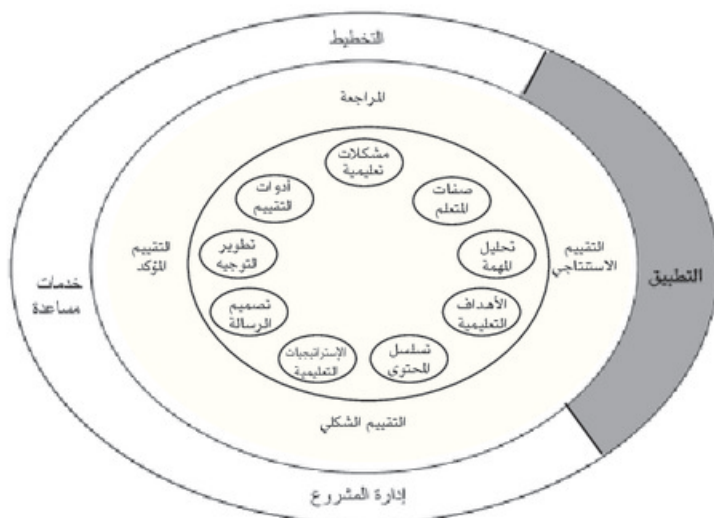 التخطيط
المراجعة
مشكلات
تعليمية
صفات
المتعلم
تحليل
المهمة
الأهداف
التعليمية
تسلسل
المحتوى
الإستراتيجيات
التعليمية
تصميم
الرسالة
تطوير
التوجيه
أدوات
التقييم
التقييم
الاستنتاجي
التقييم الشكلي
التقييم
المؤكد
التطبيق
إدارة المشروع
خدمات
مساعدة